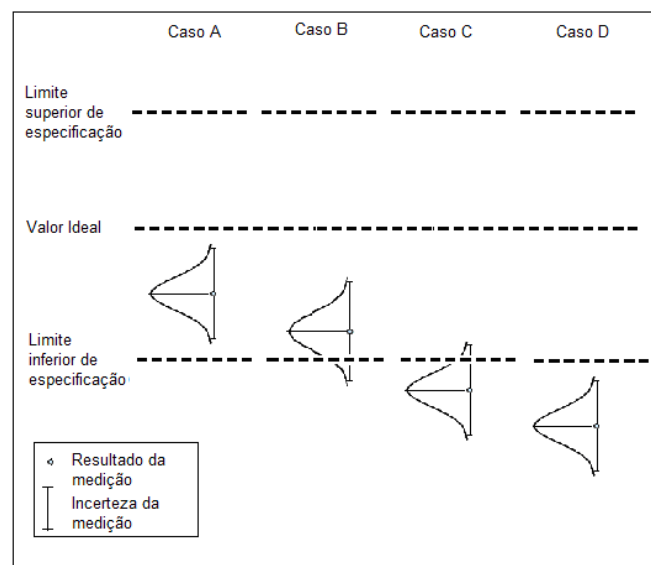 Caso A
Caso B
Caso C
Caso D
Limite
superior de
especificação
Valor Ideal
Limite
inferior de
especificação
Resultado da
medição
Incerteza da
medição